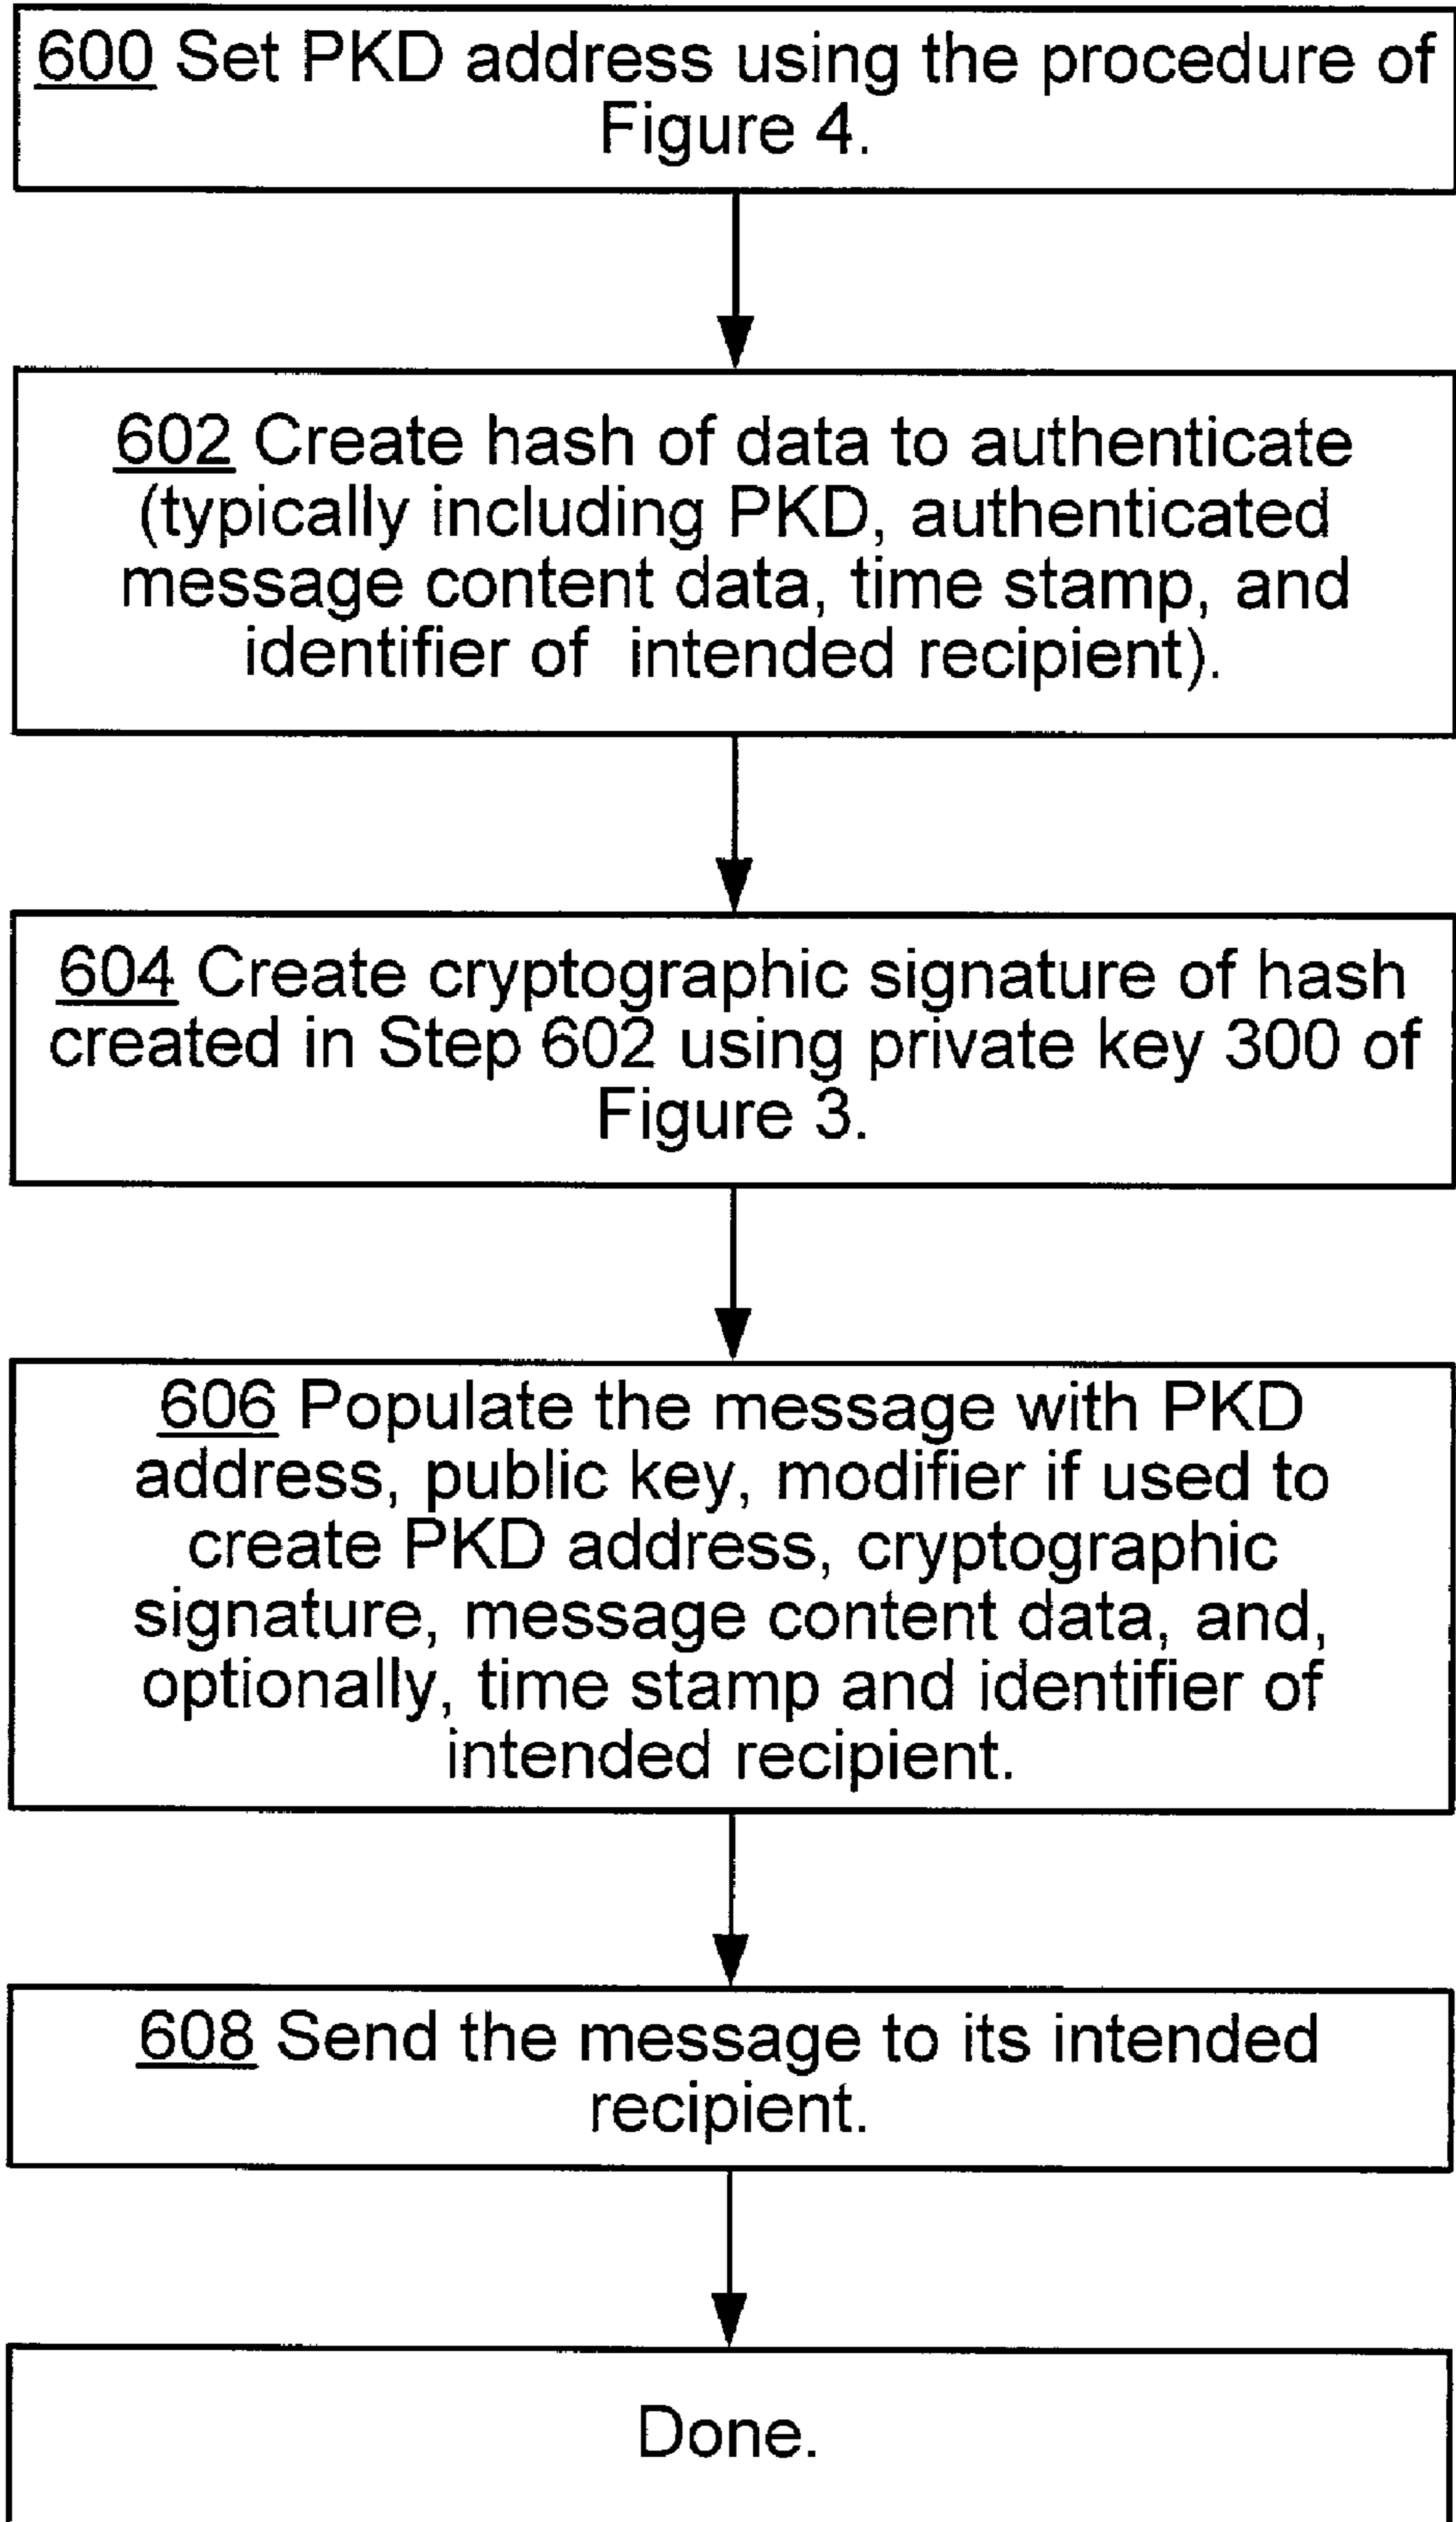 600 Set PKD address using the procedure of
Figure 4.
602 Create hash of data to authenticate
(typically including PKD, authenticated
message content data, time stamp, and
identifier of intended recipient).
604 Create cryptographic signature of hash
created in Step 602 using private key 300 of
Figure 3.
606 Populate the message with PKD
address, public key, modifier if used to
create PKD address, cryptographic
signature, message content data, and,
optionally, time stamp and identifier of
intended recipient.
608 Send the message to its intended
recipient.
Done.